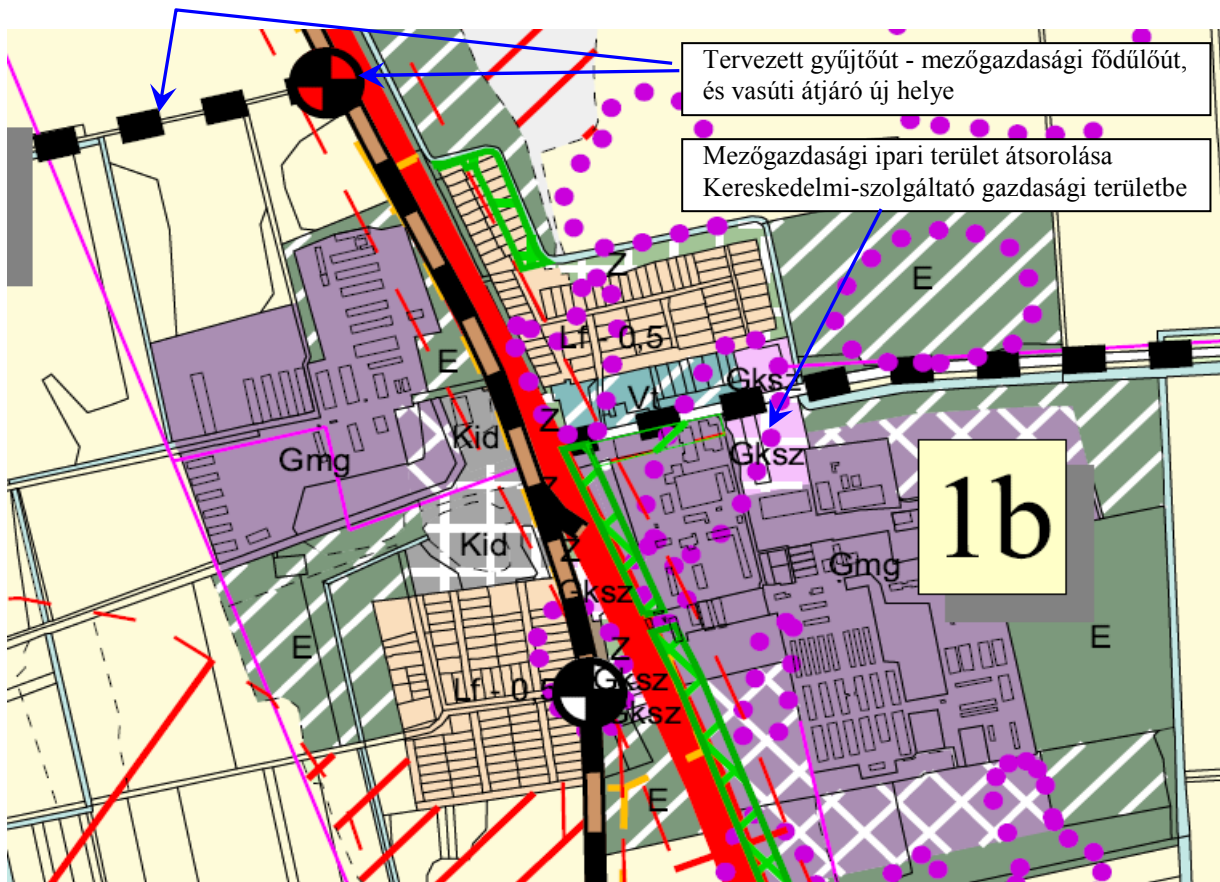 Tervezett gyűjtőút - mezőgazdasági fődűlőút,
és vasúti átjáró új helye
Mezőgazdasági ipari terület átsorolása
Kereskedelmi-szolgáltató gazdasági területbe
Z
E
Lf - 0,5
E
Gksz
Vt
Z
Kid
Gmg
Gksz
Z
1b
Kid
Z
Gmg
Gksz
E
Z
E
Lf - 0,5
Gksz
Gksz
E